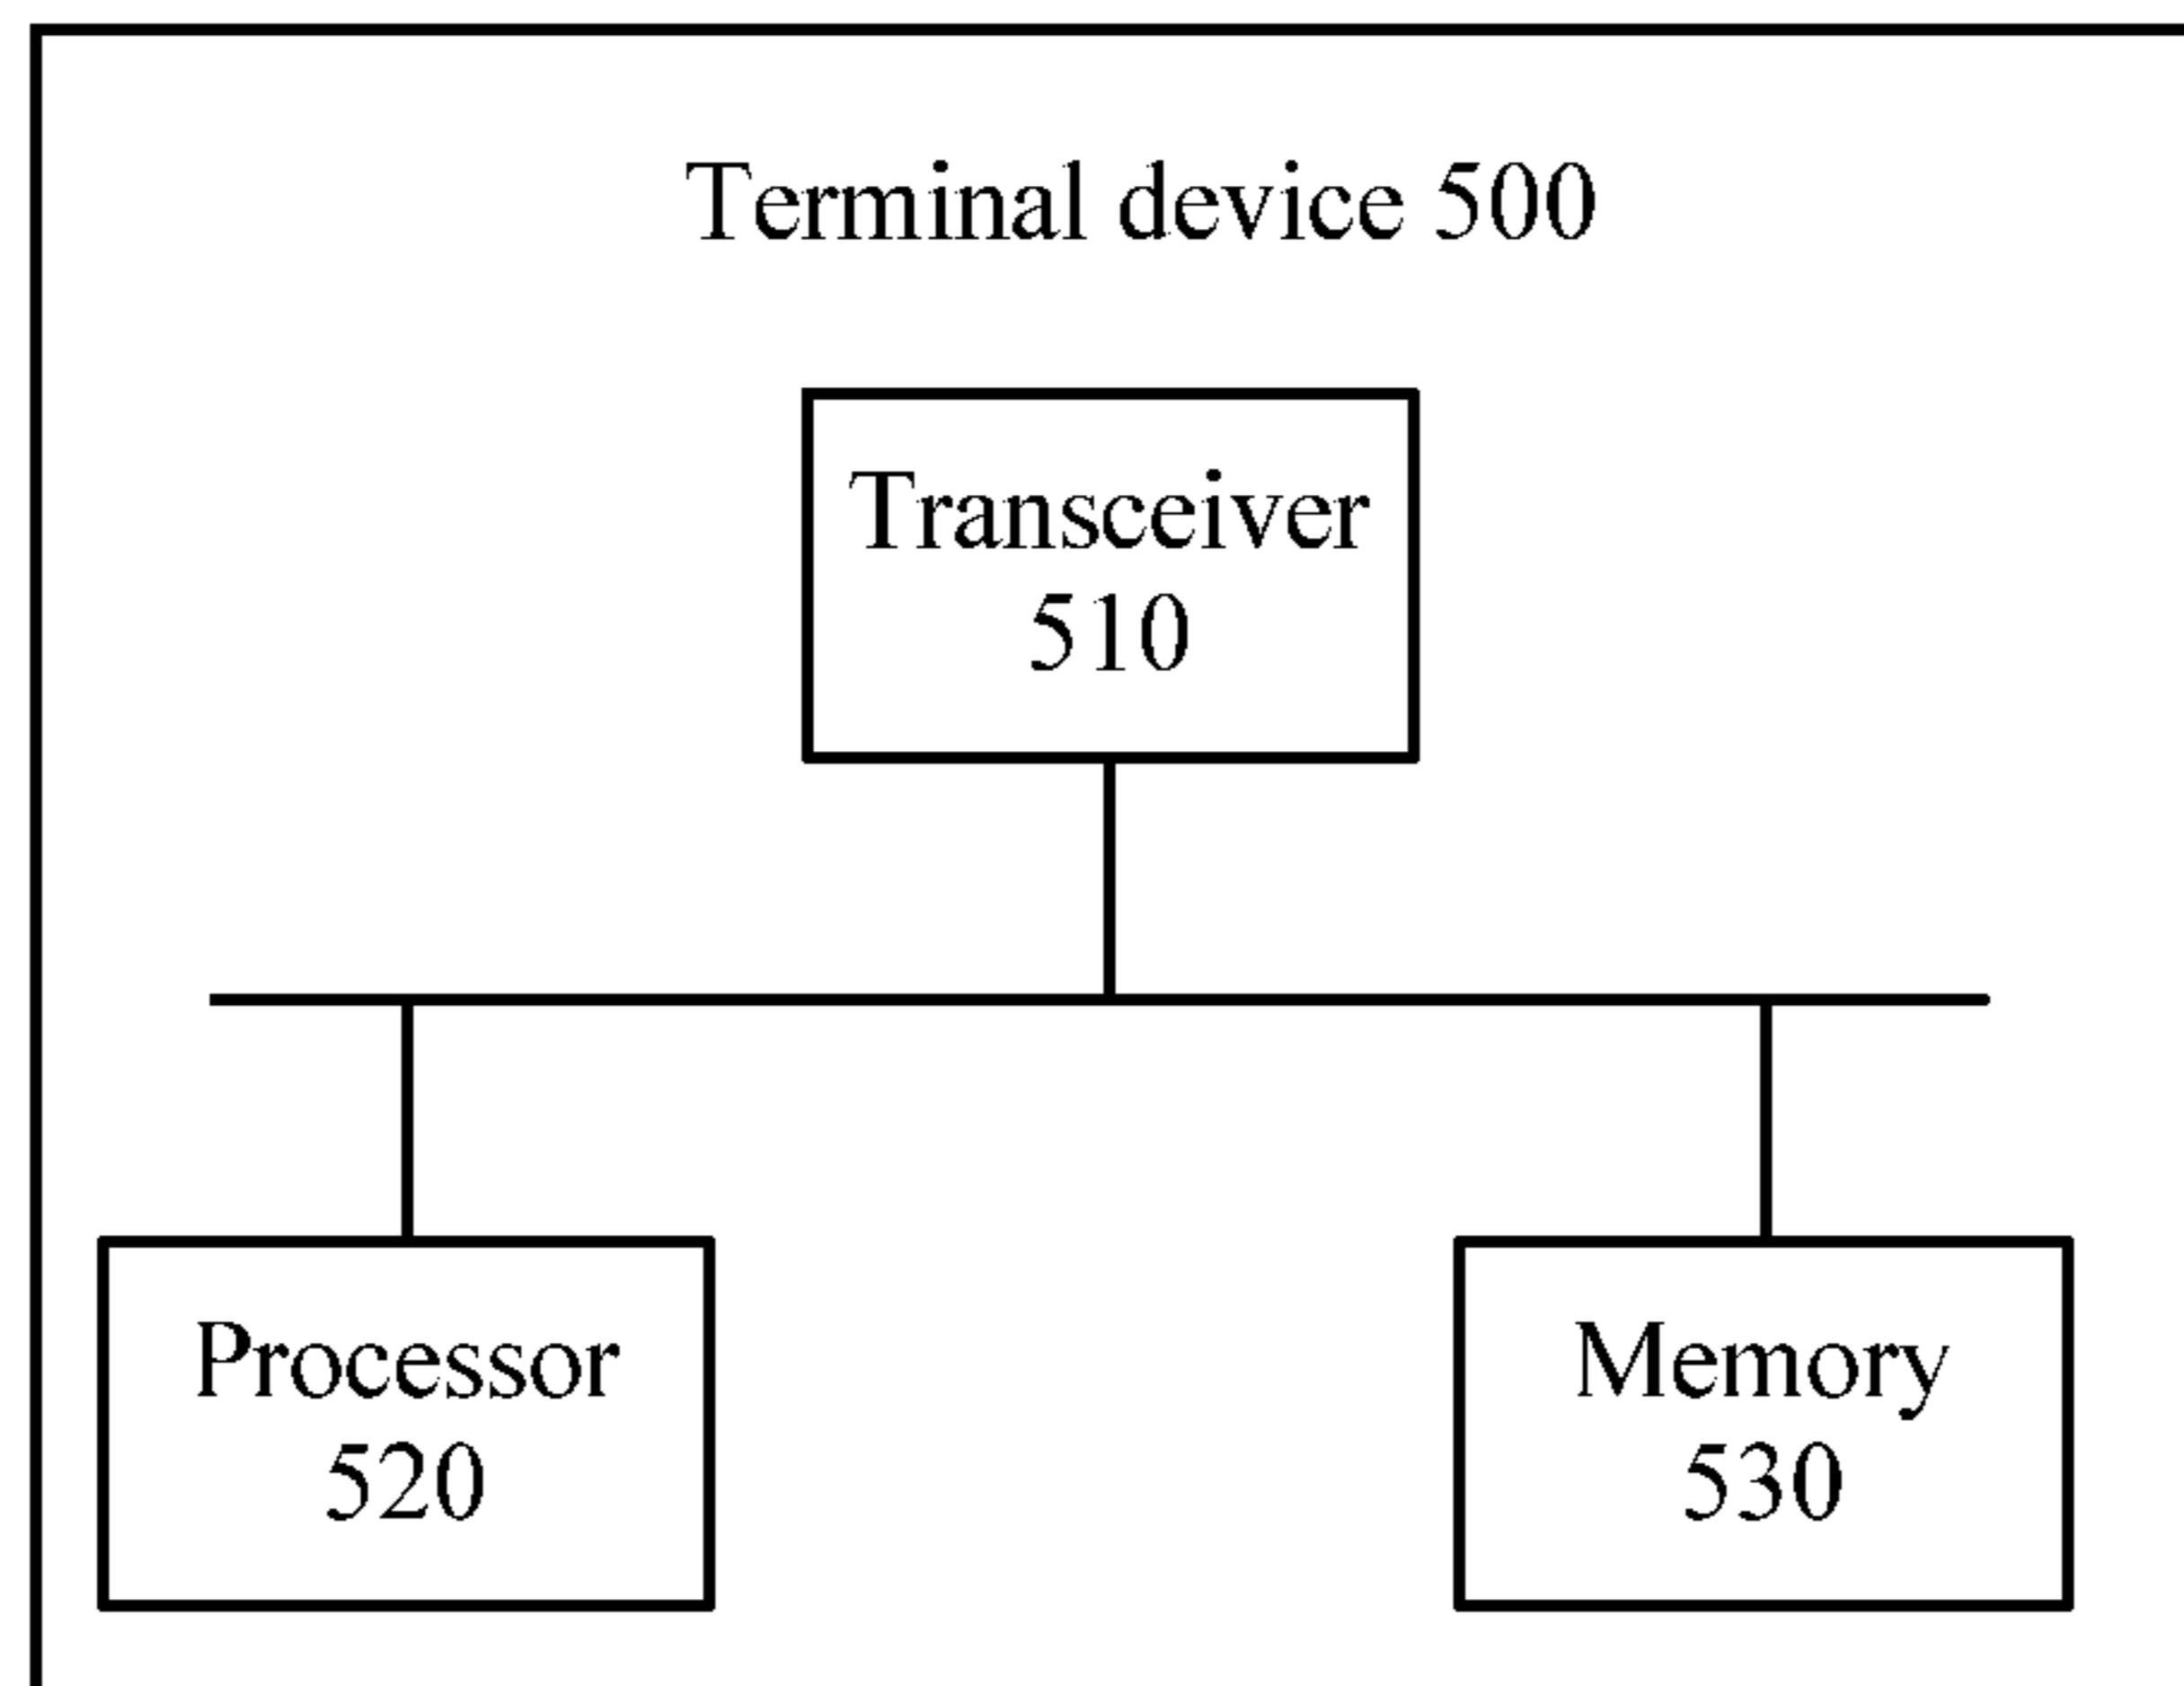 Terminal device 500
Transceiver
510
Processor
520
Memory
530